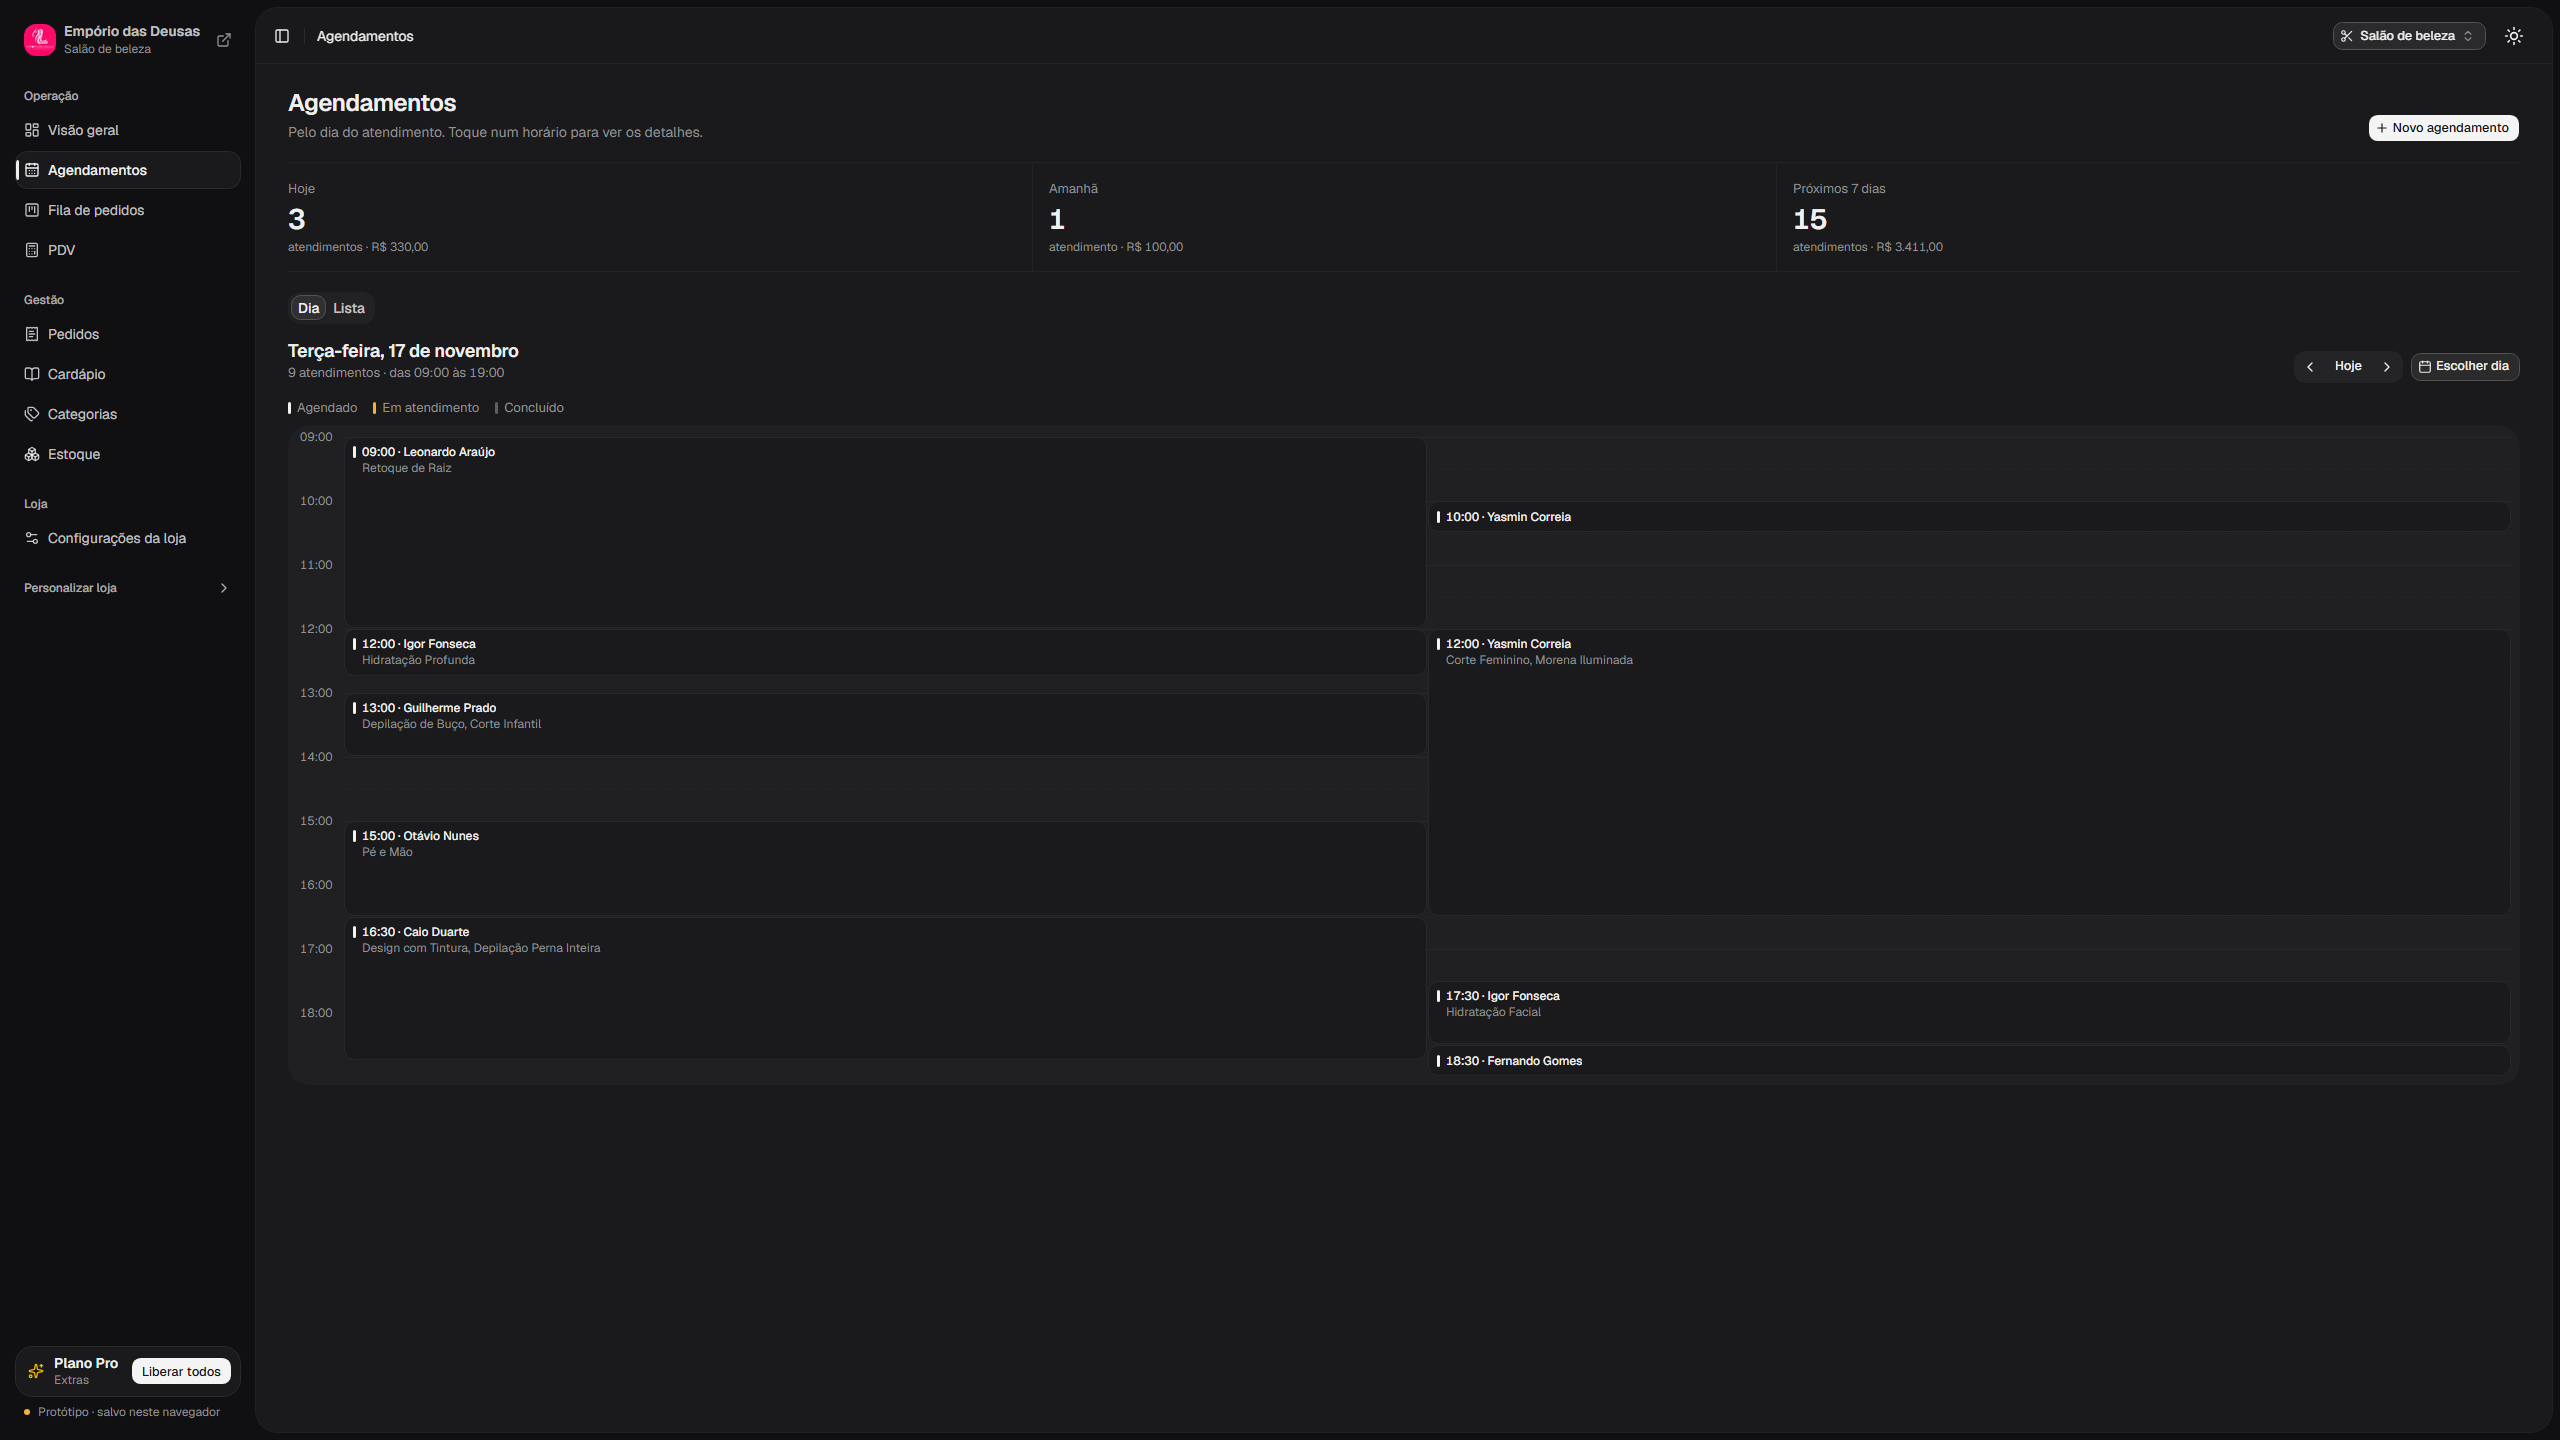 Empório das Deusas
Salão de beleza
Operação
Visão geral
Agendamentos
Fila de pedidos
PDV
Gestão
Pedidos
Cardápio
Categorias
Estoque
Loja
Configurações da loja
Personalizar loja
Plano Pro
Extras
Liberar todos
Protótipo · salvo neste navegador
Agendamentos
Salão de beleza
Agendamentos
Pelo dia do atendimento. Toque num horário para ver os detalhes.
+ Novo agendamento
Hoje
3
atendimentos · R$ 330,00
Amanhã
1
atendimento · R$ 100,00
Próximos 7 dias
15
atendimentos · R$ 3.411,00
Dia Lista
Terça-feira, 17 de novembro
9 atendimentos · das 09:00 às 19:00
Hoje
Escolher dia
Agendado Em atendimento Concluído
09:00
09:00 · Leonardo Araújo
Retoque de Raiz
10:00
10:00 · Yasmin Correia
11:00
12:00
12:00 · Igor Fonseca
Hidratação Profunda
12:00 · Yasmin Correia
Corte Feminino, Morena Iluminada
13:00
13:00 · Guilherme Prado
Depilação de Buço, Corte Infantil
14:00
15:00
15:00 · Otávio Nunes
Pé e Mão
16:00
16:30 · Caio Duarte
Design com Tintura, Depilação Perna Inteira
17:00
17:30 · Igor Fonseca
Hidratação Facial
18:00
18:30 · Fernando Gomes